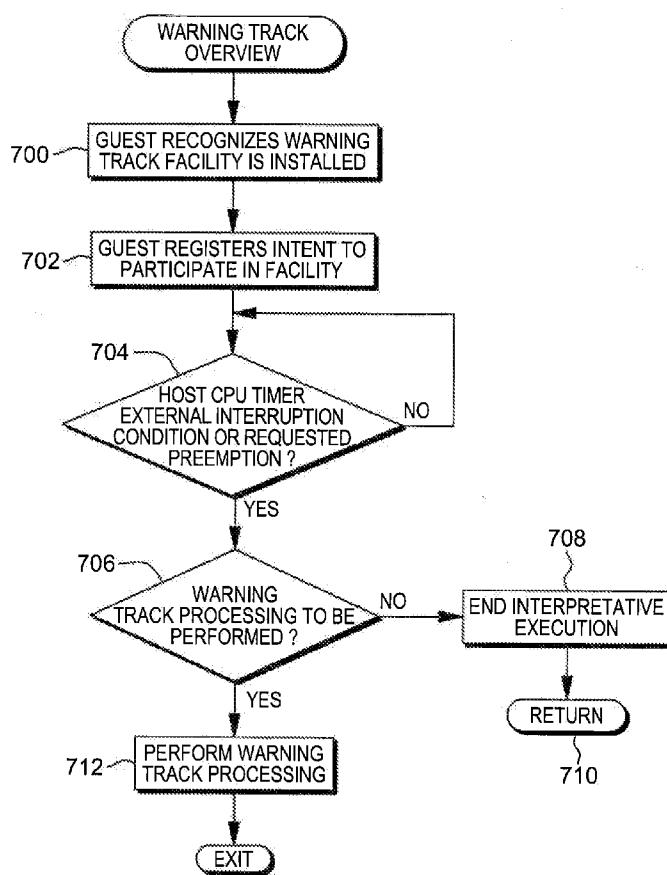 WARNING TRACK
OVERVIEW
700
GUEST RECOGNIZES WARNING
TRACK FACILITY IS INSTALLED
702
GUEST REGISTERS INTENT TO
PARTICIPATE IN FACILITY
704
HOST CPU TIMER
EXTERNAL INTERRUPTION
CONDITION OR REQUESTED
PREEMPTION ?
NO
YES
706
WARNING
TRACK PROCESSING TO BE
PERFORMED ?
NO
708
END INTERPRETATIVE
EXECUTION
RETURN
710
YES
712
PERFORM WARNING
TRACK PROCESSING
EXIT